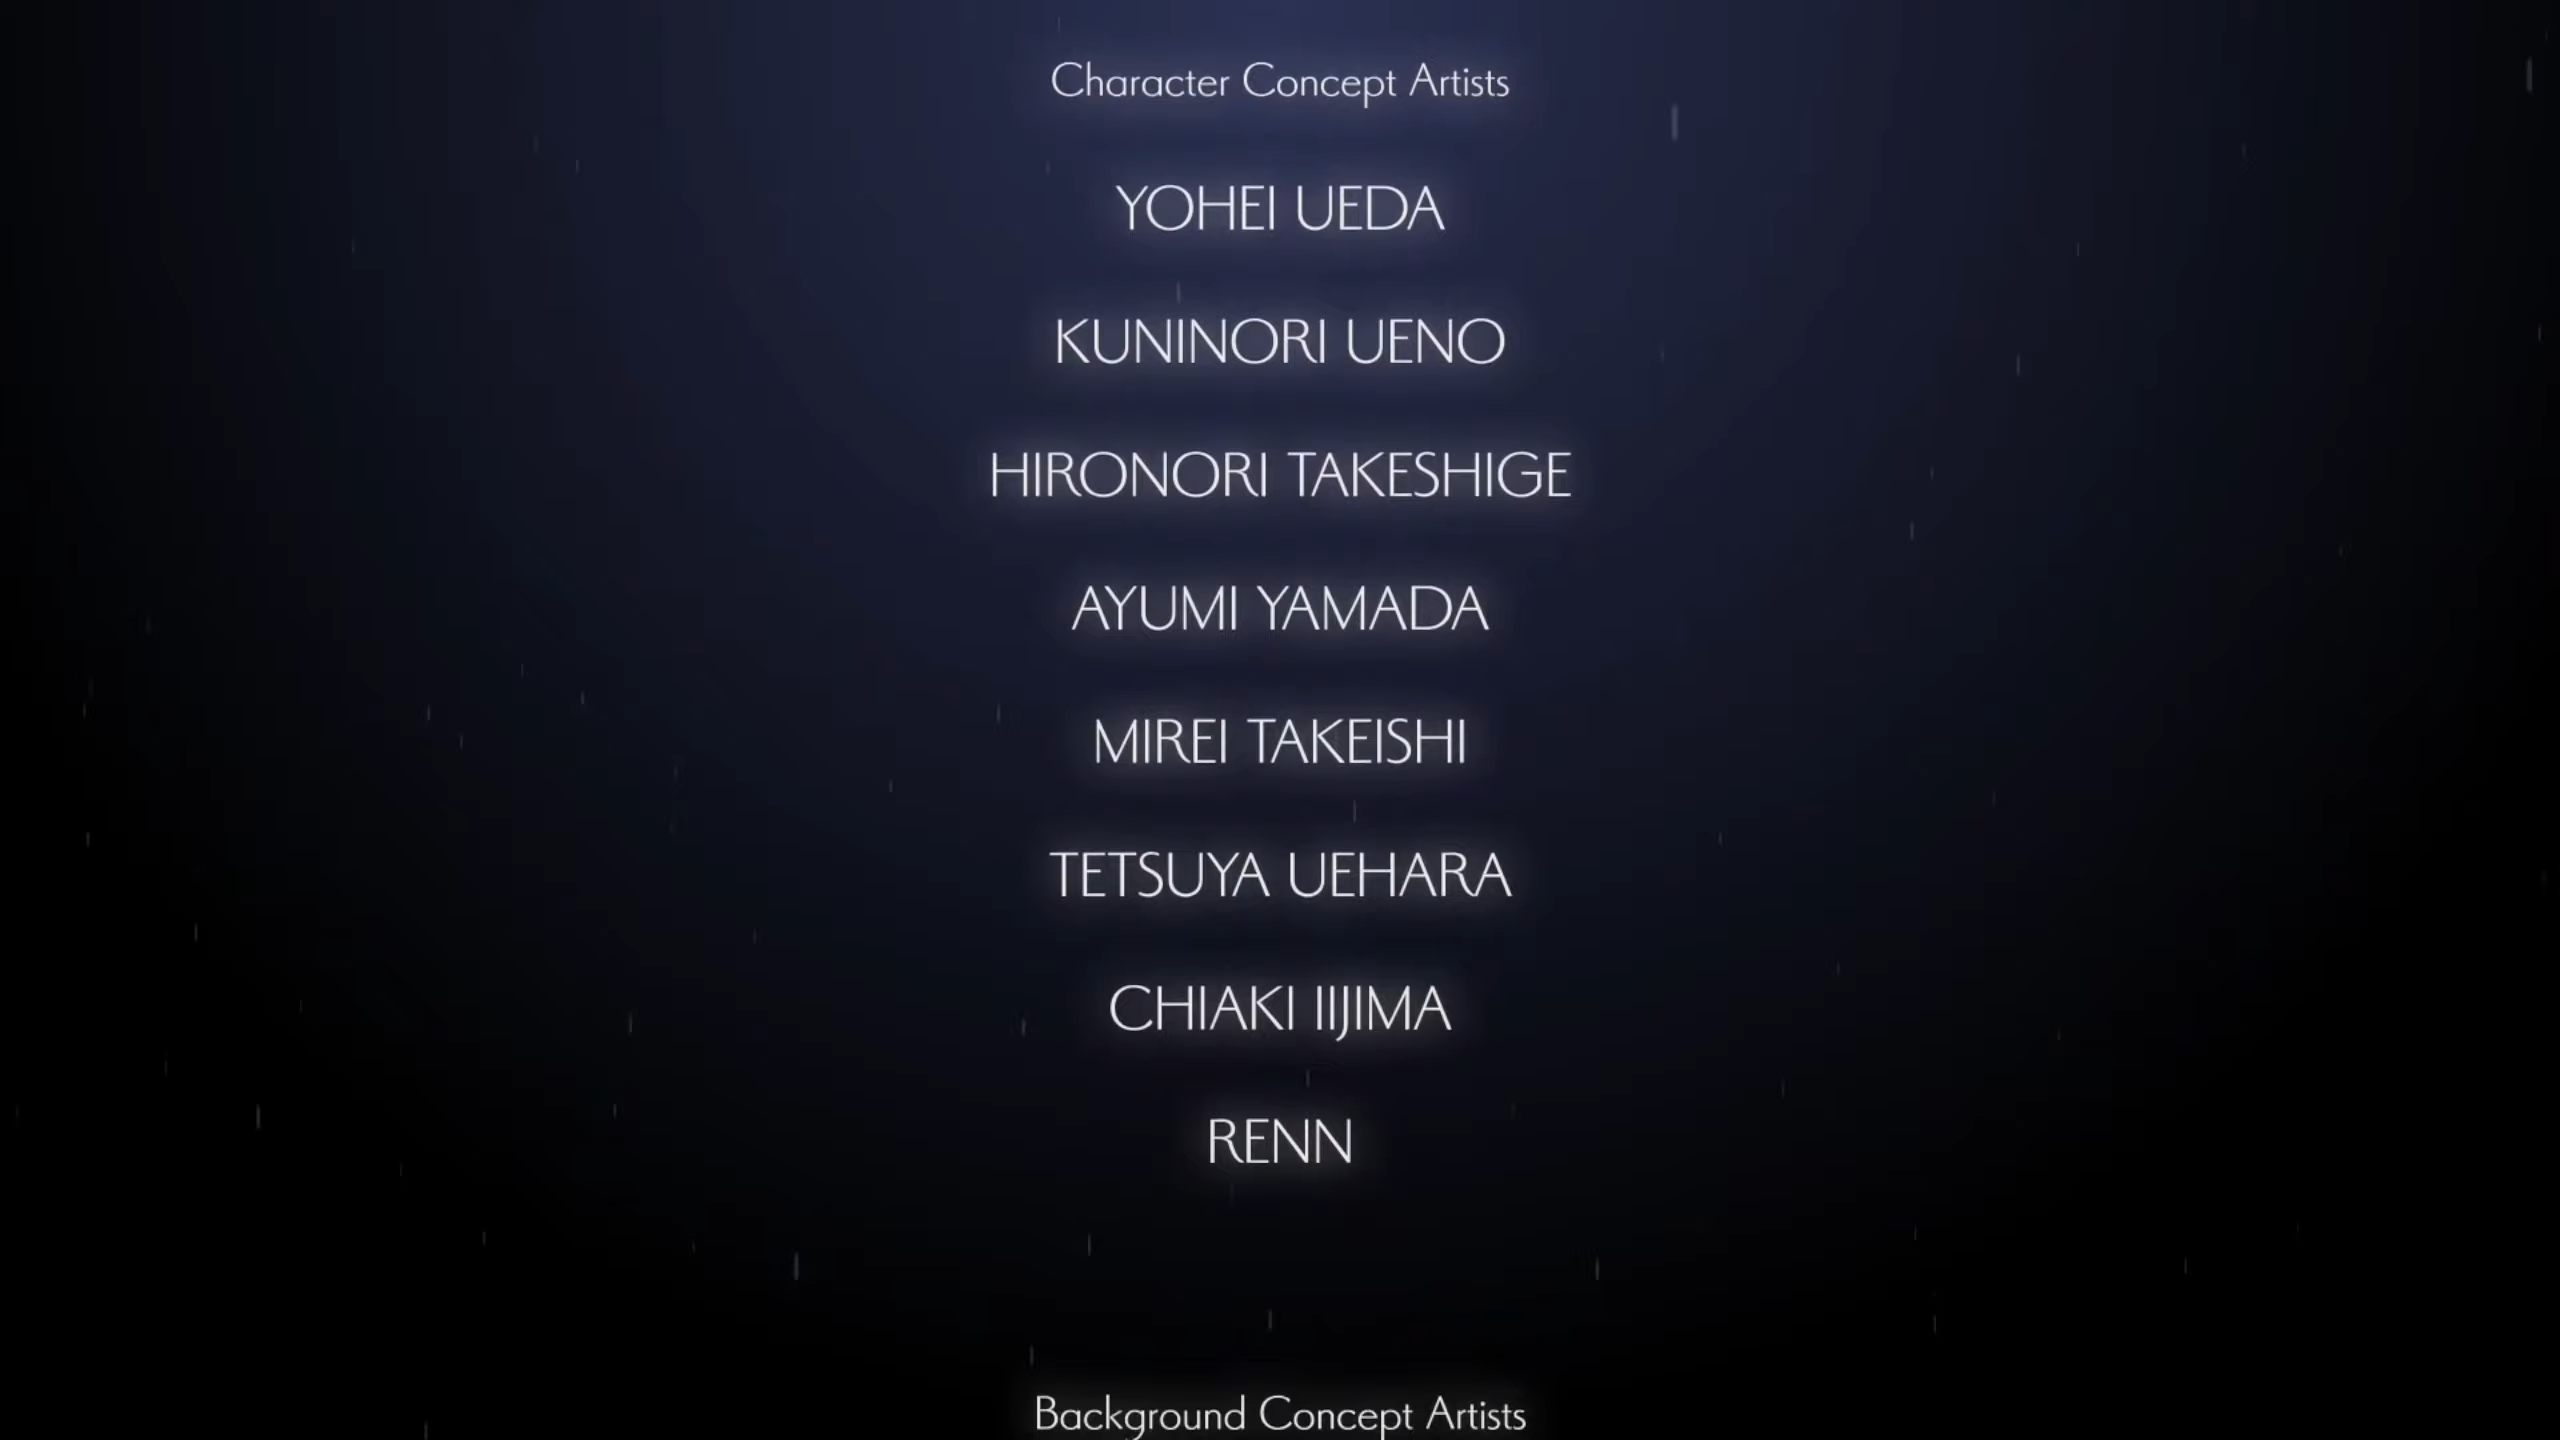 Character Concept Artists
YOHEI UEDA
KUNINORI UENO
HIRONORI TAKESHIGE
AYUMI YAMADA
MIREI TAKEISHI
TETSUYA UEHARA
CHIAKI IIJIMA
RENN
Background Concept Artists